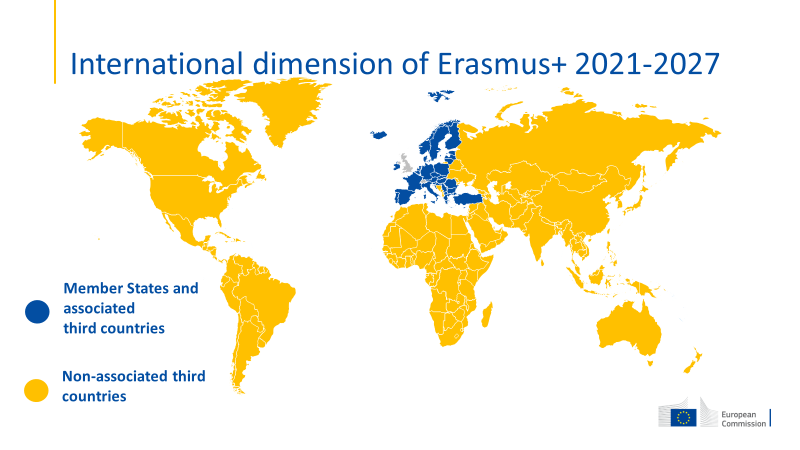 International dimension of Erasmus+ 2021-2027
Member States and
associated
third countries
Non-associated third
countries
European
Commission